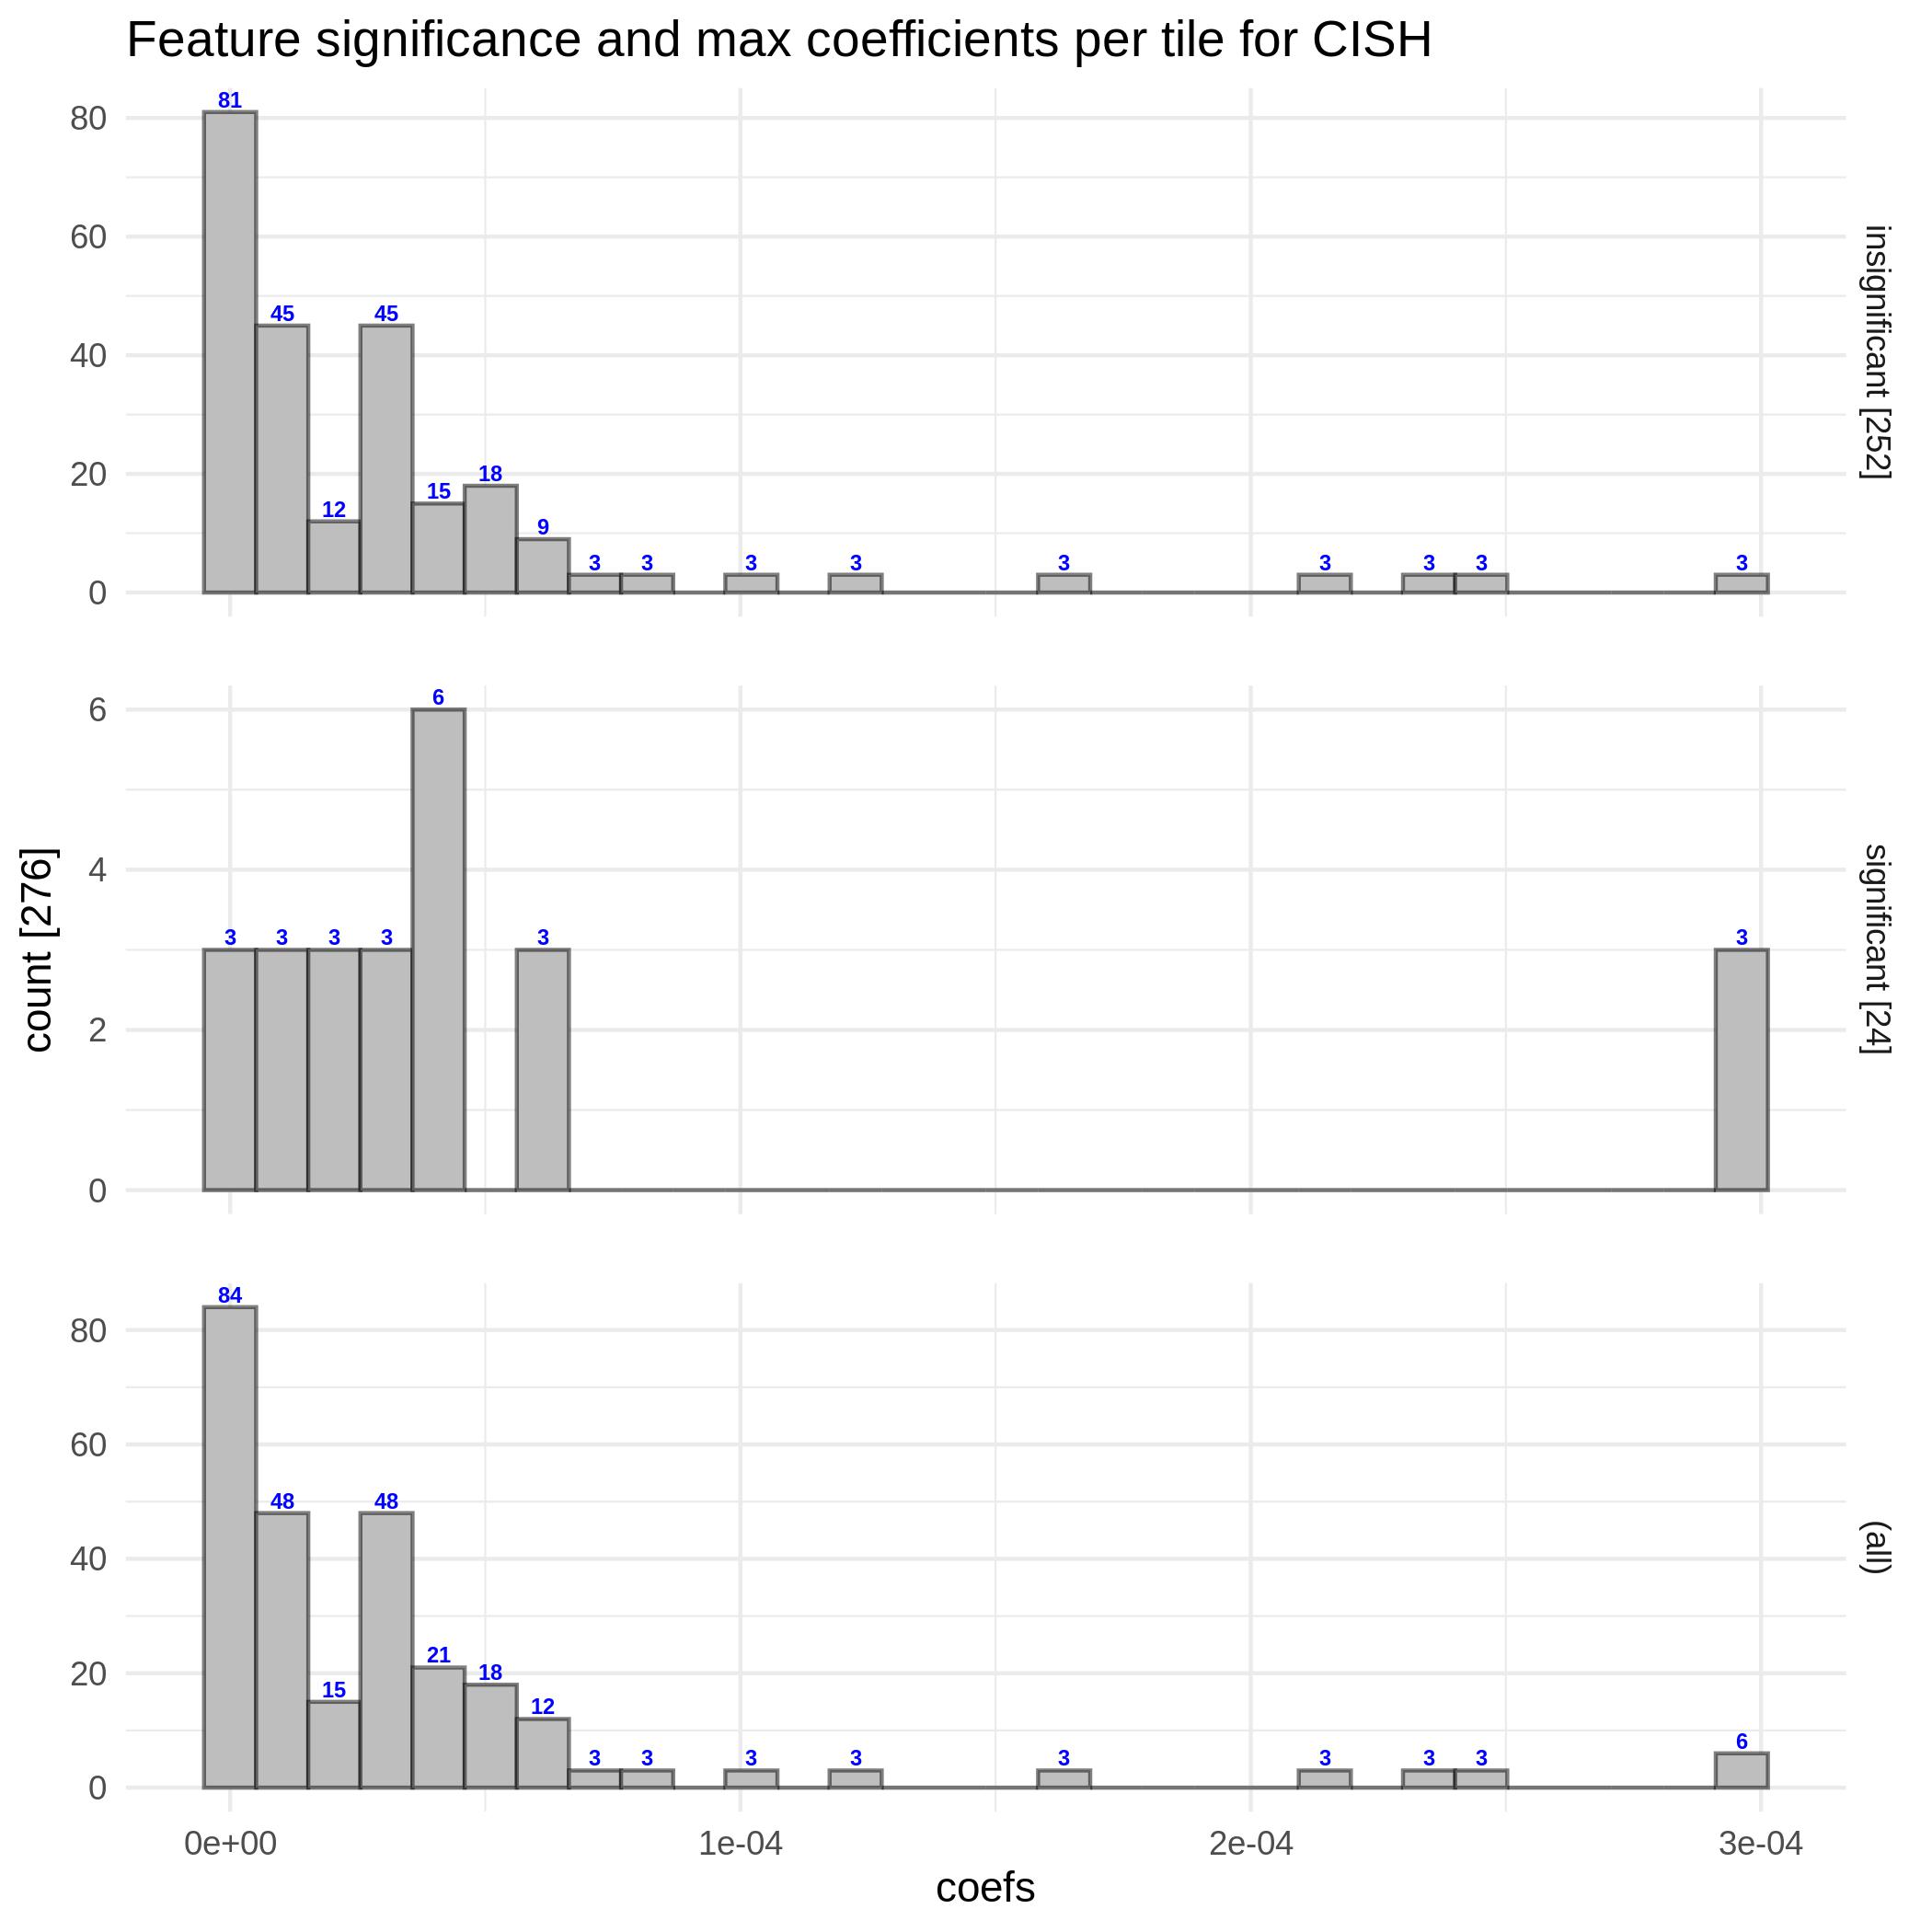 Feature significance and max coefficients per tile for CISH
81
80
60
45 45
40
18
20 15
12
9
3 3 3 3 3 3 3 3 3
0
insignificant [252]
6
6
4
3 3 3 3 3 3
2
0
significant [24]
count [276]
84
80
60
48 48
40
21
20 18
15
12
6
3 3 3 3 3 3 3 3
0
(all)
0e+00 1e-04 2e-04 3e-04
coefs